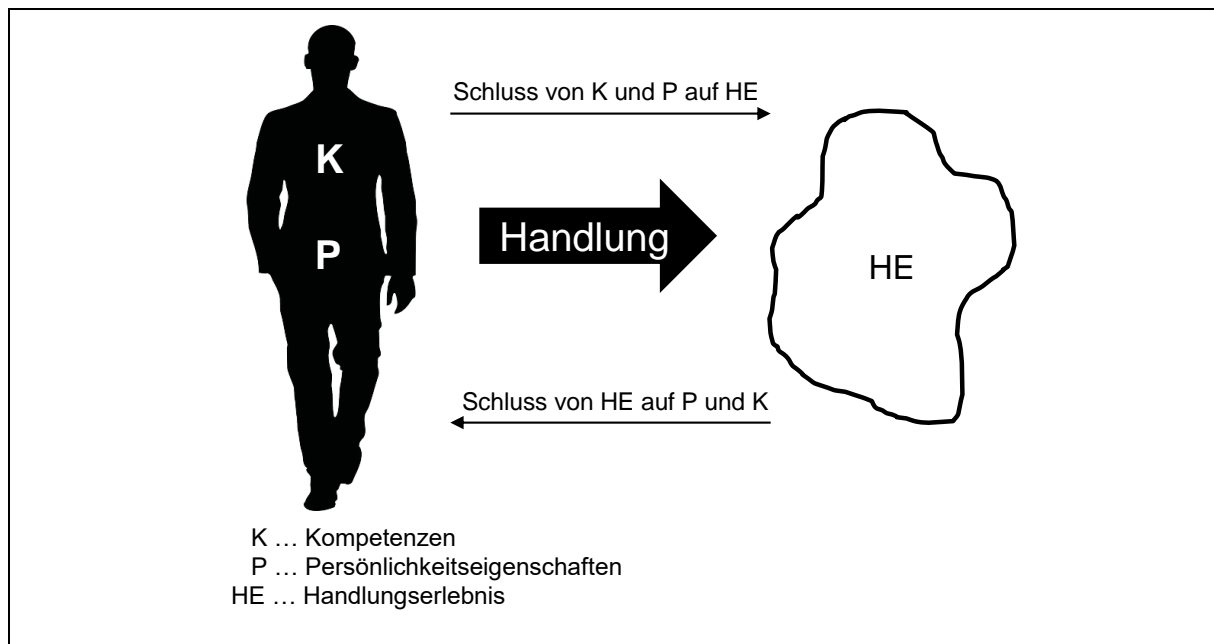 Schluss von K und P auf HE
K
Handlung
P
HE
Schluss von HE auf P und K
K … Kompetenzen
P … Persönlichkeitseigenschaften
HE … Handlungserlebnis